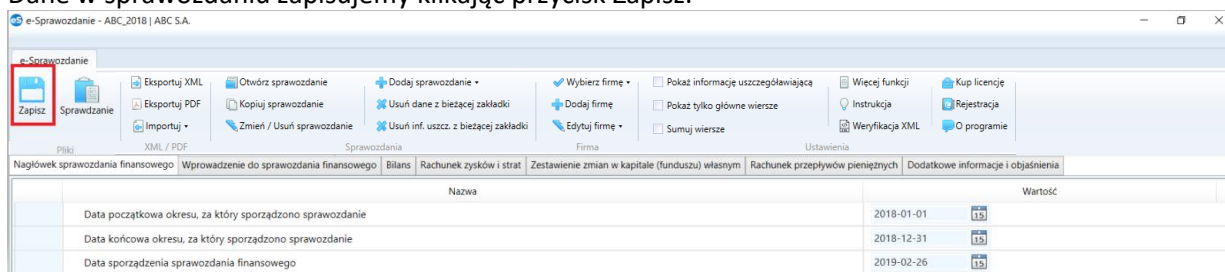 Dane w sprawozdaniu zapisujemy klikając przycisk Zapisz.
e-Sprawozdanie - ABC_2018 | ABC S.A.
e-Sprawozdanie
Zapisz
Sprawdzanie
Pliki
Eksportuj XML
Eksportuj PDF
Importuj
XML / PDF
Otwórz sprawozdanie
Kopiuj sprawozdanie
Zmień / Usuń sprawozdanie
Dodaj sprawozdanie
Usuń dane z bieżącej zakładki
Usuń inf. uszcz. z bieżącej zakładki
Sprawozdania
Wybierz firmę
Dodaj firmę
Edytuj firmę
Firma
Pokaż informację uszczegóławiającą
Pokaż tylko główne wiersze
Sumuj wiersze
Więcej funkcji
Instrukcja
Weryfikacja XML
Kup licencję
Rejestracja
O programie
Ustawienia
Nagłówek sprawozdania finansowego Wprowadzenie do sprawozdania finansowego Bilans Rachunek zysków i strat Zestawienie zmian w kapitale (funduszu) własnym Rachunek przepływów pieniężnych Dodatkowe informacje i objaśnienia
Nazwa Wartość
Data początkowa okresu, za który sporządzono sprawozdanie 2018-01-01 15
Data końcowa okresu, za który sporządzono sprawozdanie 2018-12-31 15
Data sporządzenia sprawozdania finansowego 2019-02-26 15